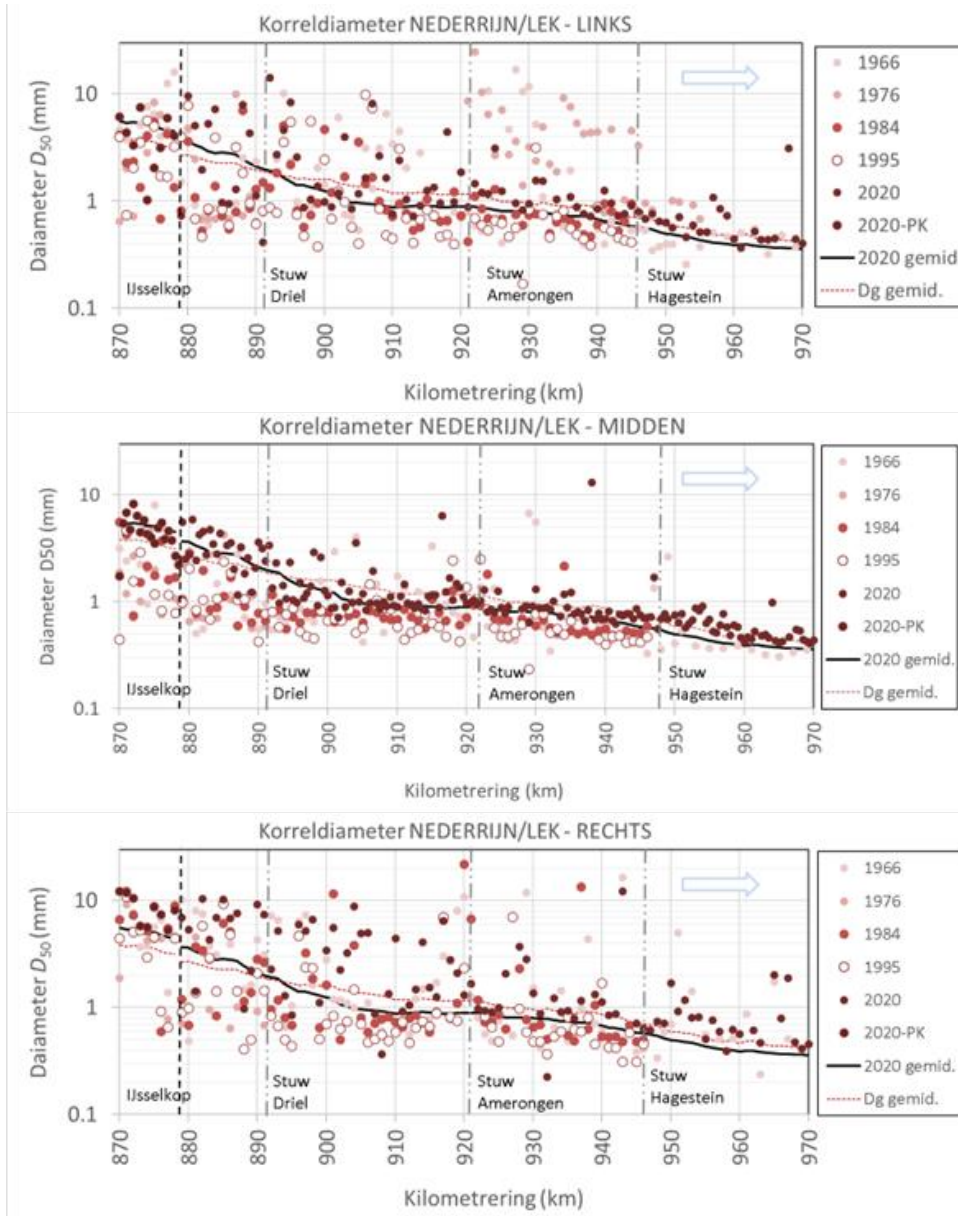 Korreldiameter NEDERRIJN/LEK - LINKS
Daiameter D50 (mm)
10
1
0.1
IJsselkop
Stuw
Driel
Stuw
Amerongen
Stuw
Hagestein
870
880
890
900
910
920
930
940
950
960
970
Kilometrering (km)
1966
1976
1984
1995
2020
2020-PK
2020 gemid.
Dg gemid.
Korreldiameter NEDERRIJN/LEK - MIDDEN
Daiameter D50 (mm)
10
1
0.1
IJsselkop
Stuw
Driel
Stuw
Amerongen
Stuw
Hagestein
870
880
890
900
910
920
930
940
950
960
970
Kilometrering (km)
1966
1976
1984
1995
2020
2020-PK
2020 gemid.
Dg gemid.
Korreldiameter NEDERRIJN/LEK - RECHTS
Daiameter D50 (mm)
10
1
0.1
IJsselkop
Stuw
Driel
Stuw
Amerongen
Stuw
Hagestein
870
880
890
900
910
920
930
940
950
960
970
Kilometrering (km)
1966
1976
1984
1995
2020
2020-PK
2020 gemid.
Dg gemid.